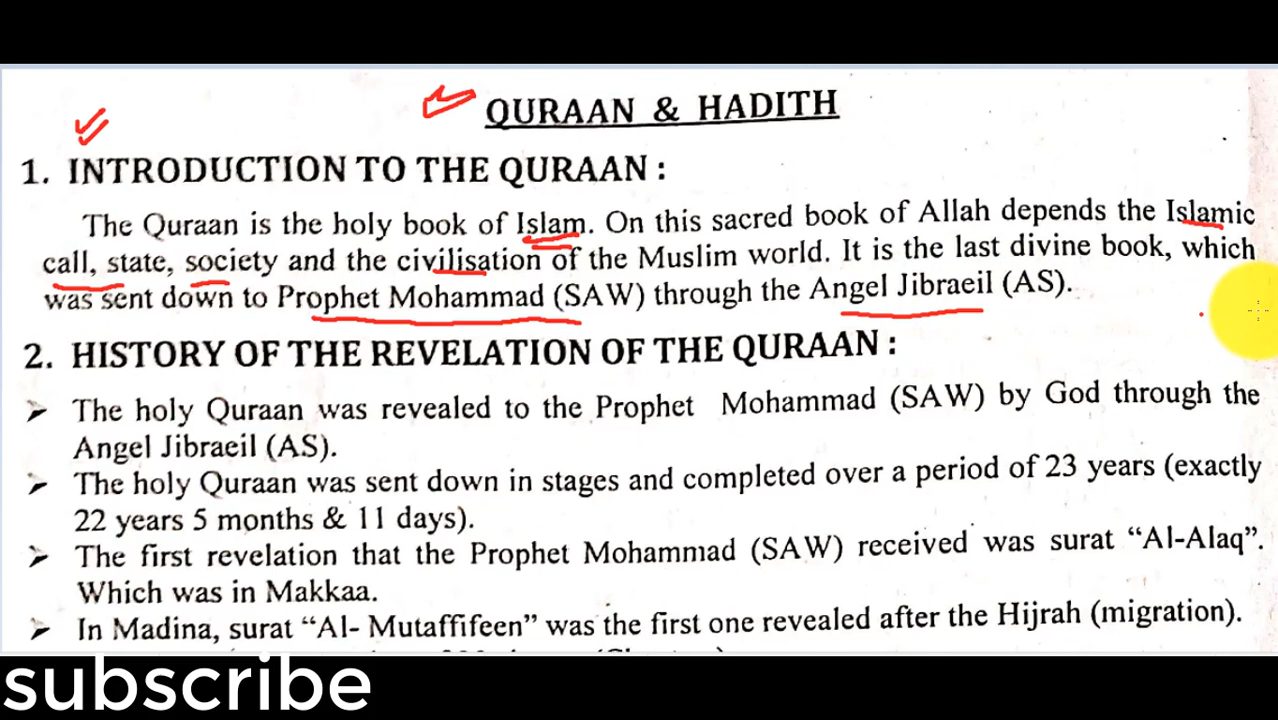 QURAAN & HADITH
1. INTRODUCTION TO THE QURAAN :
The Quraan is the holy book of Islam. On this sacred book of Allah depends the Islamic
call, state, society and the civilisation of the Muslim world. It is the last divine book, which
was sent down to Prophet Mohammad (SAW) through the Angel Jibraeil (AS).
2. HISTORY OF THE REVELATION OF THE QURAAN :
➢ The holy Quraan was revealed to the Prophet Mohammad (SAW) by God through the
Angel Jibraeil (AS).
➢ The holy Quraan was sent down in stages and completed over a period of 23 years (exactly
22 years 5 months & 11 days).
➢ The first revelation that the Prophet Mohammad (SAW) received was surat “Al-Alaq”.
Which was in Makkaa.
➢ In Madina, surat “Al- Mutaffifeen” was the first one revealed after the Hijrah (migration).
subscribe